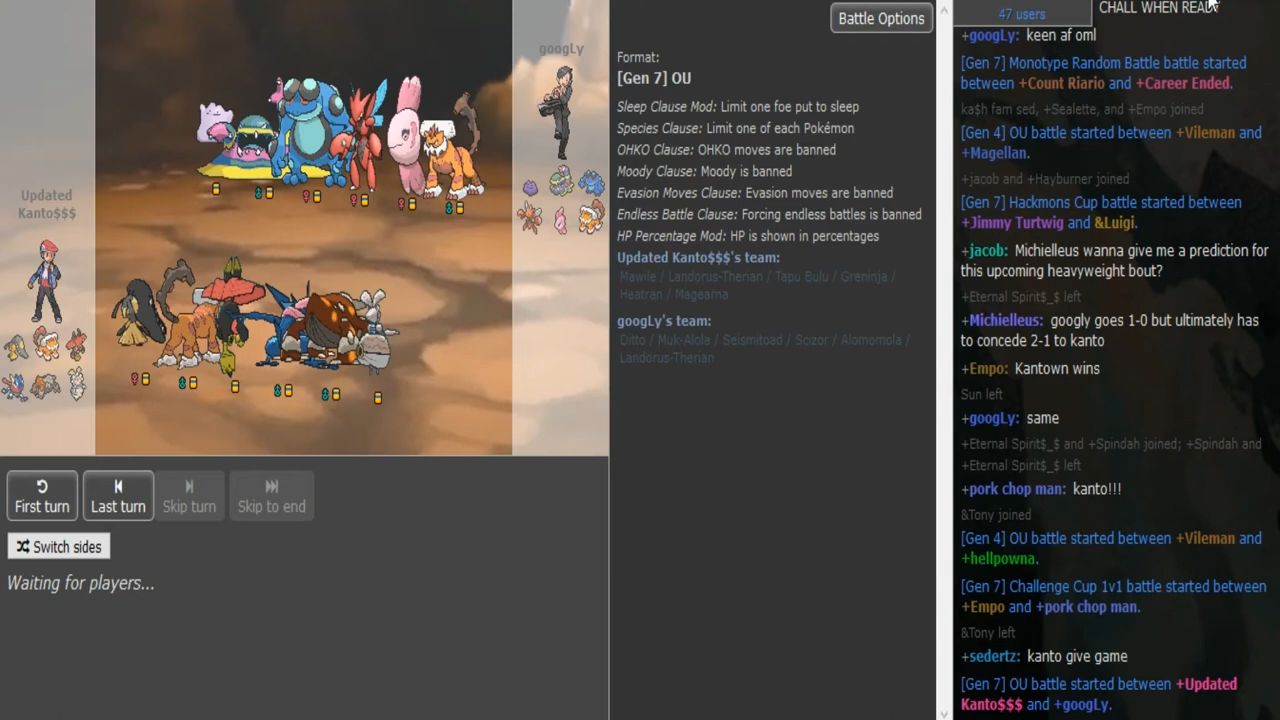 googLy
Updated
Kanto$$$
First turn
Last turn
Skip turn
Skip to end
Switch sides
Waiting for players...
Battle Options
Format:
[Gen 7] OU
Sleep Clause Mod: Limit one foe put to sleep
Species Clause: Limit one of each Pokémon
OHKO Clause: OHKO moves are banned
Moody Clause: Moody is banned
Evasion Moves Clause: Evasion moves are banned
Endless Battle Clause: Forcing endless battles is banned
HP Percentage Mod: HP is shown in percentages
Updated Kanto$$$'s team:
Mawile / Landorus-Therian / Tapu Bulu / Greninja /
Heatran / Magearna
googLy's team:
Ditto / Muk-Alola / Seismitoad / Scizor / Alomomola /
Landorus-Therian
47 users
CHALL WHEN READY
+googLy: keen af oml
[Gen 7] Monotype Random Battle battle started
between +Count Riario and +Career Ended.
ka$h fam sed, +Sealette, and +Empo joined
[Gen 4] OU battle started between +Vileman and
+Magellan.
+jacob and +Hayburner joined
[Gen 7] Hackmons Cup battle started between
+Jimmy Turtwig and &Luigi.
+jacob: Michielleus wanna give me a prediction for
this upcoming heavyweight bout?
+Eternal Spirit$_$ left
+Michielleus: googly goes 1-0 but ultimately has
to concede 2-1 to kanto
+Empo: Kantown wins
Sun left
+googLy: same
+Eternal Spirit$_$ and +Spindah joined; +Spindah and
+Eternal Spirit$_$ left
+pork chop man: kanto!!!
&Tony joined
[Gen 4] OU battle started between +Vileman and
+hellpowna.
[Gen 7] Challenge Cup 1v1 battle started between
+Empo and +pork chop man.
&Tony left
+sedertz: kanto give game
[Gen 7] OU battle started between +Updated
Kanto$$$ and +googLy.